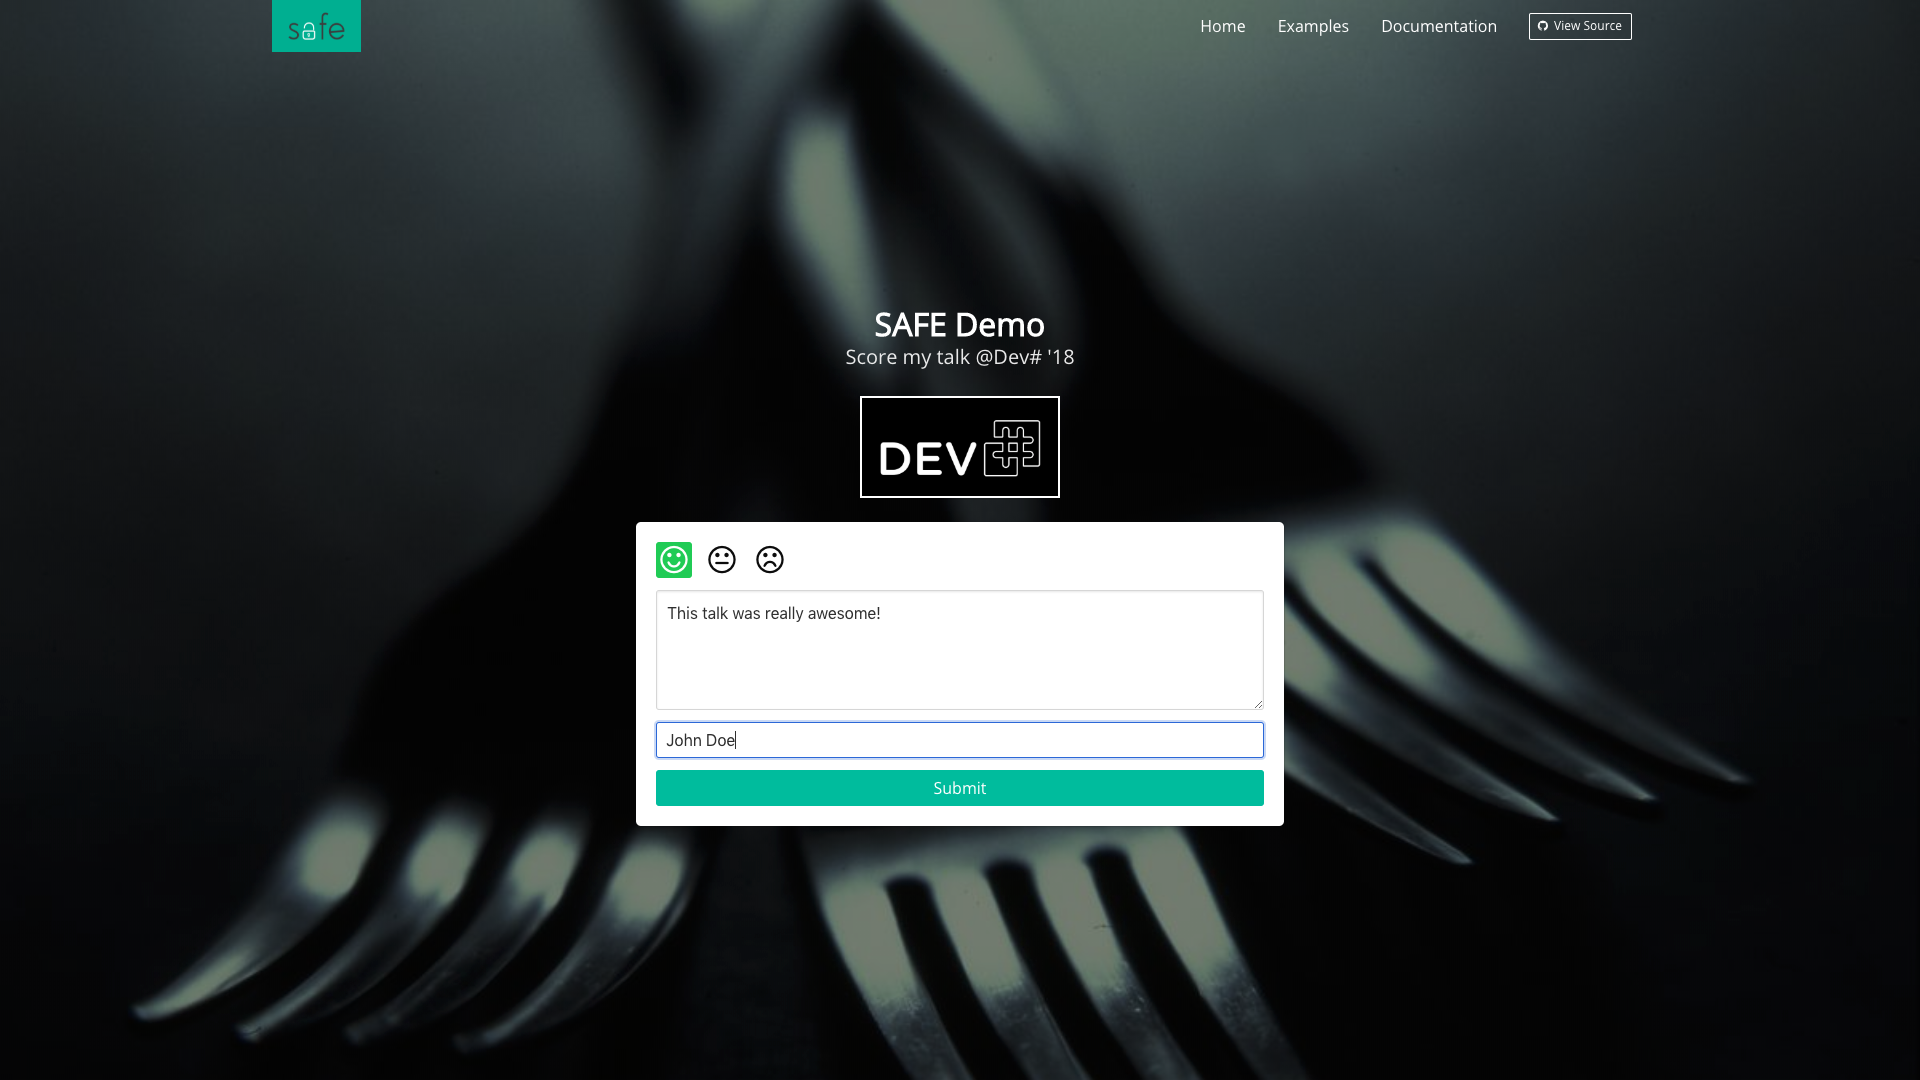 safe
Home
Examples
Documentation
View Source
SAFE Demo
Score my talk @Dev# '18
DEV#
This talk was really awesome!
John Doe
Submit